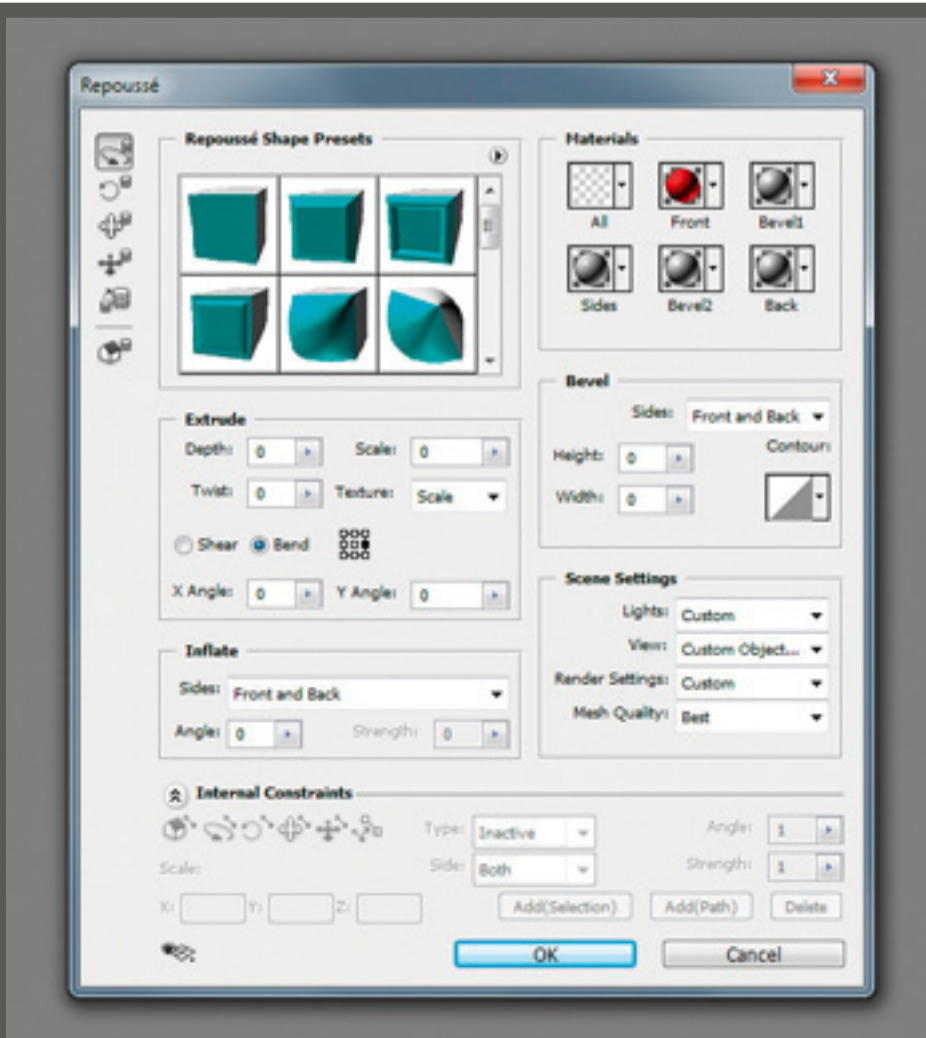 Repoussé
Repoussé Shape Presets
Materials
All
Front
Bevel1
Sides
Bevel2
Back
Extrude
Depth: 0
Scale: 0
Twist: 0
Texture: Scale
Shear
Bend
X Angle: 0
Y Angle: 0
Bevel
Sides: Front and Back
Height: 0
Contour:
Width: 0
Inflate
Sides: Front and Back
Angle: 0
Strength: 0
Scene Settings
Lights: Custom
View: Custom Object...
Render Settings: Custom
Mesh Quality: Best
Internal Constraints
Type: Inactive
Angle: 1
Scale:
Side: Both
Strength: 1
X:
Y:
Z:
Add(Selection)
Add(Path)
Delete
OK
Cancel